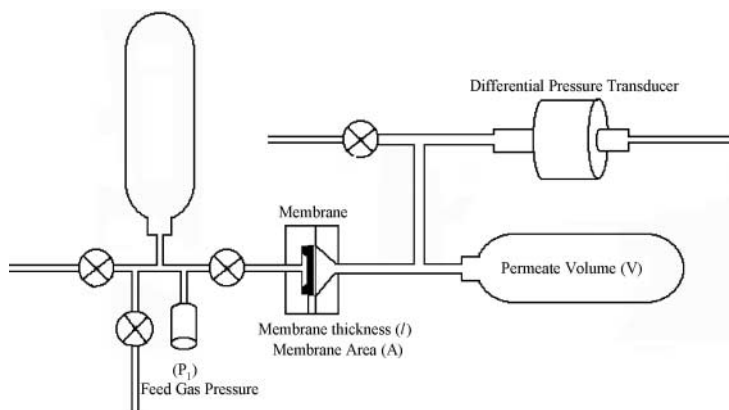 Differential Pressure Transducer
Membrane
Permeate Volume (V)
Membrane thickness (l)
Membrane Area (A)
(P1)
Feed Gas Pressure